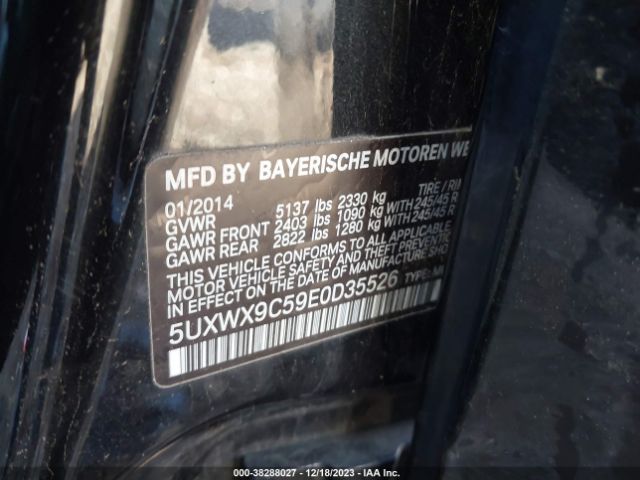 MFD BY BAYERISCHE MOTOREN
01/2014 TIRE / RI
GVWR 5137 lbs 2330 kg
GAWR FRONT 2403 lbs 1090 kg WITH 245/45 R
GAWR REAR 2822 lbs 1280 kg WITH 245/45 R
THIS VEHICLE CONFORMS TO ALL APPLICABLE
MOTOR VEHICLE SAFETY AND THEFT PREVENTION
IN EFFECT ON THE DATE OF MANUFACTURE
5UXWX9C59E0D35526 TYPE:
000-38288027 - 12/18/2023 - IAA Inc.